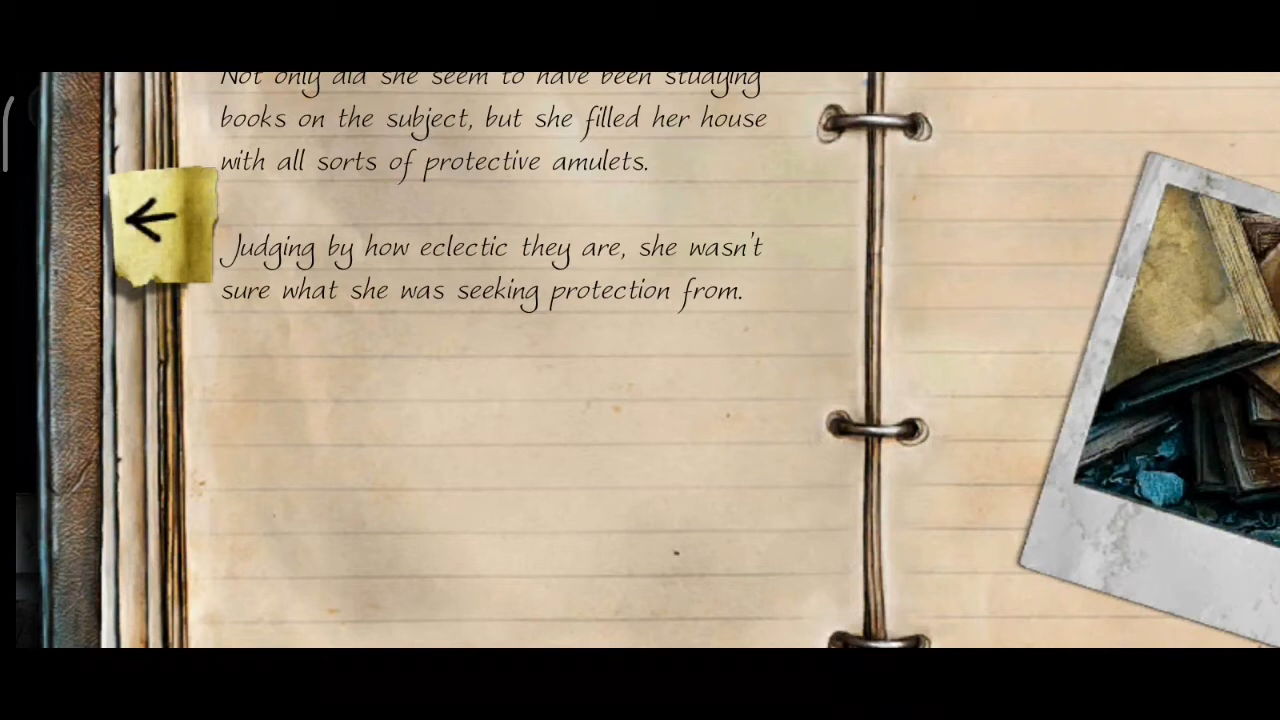 Not only did she seem to have been studying
books on the subject, but she filled her house
with all sorts of protective amulets.
Judging by how eclectic they are, she wasn't
sure what she was seeking protection from.